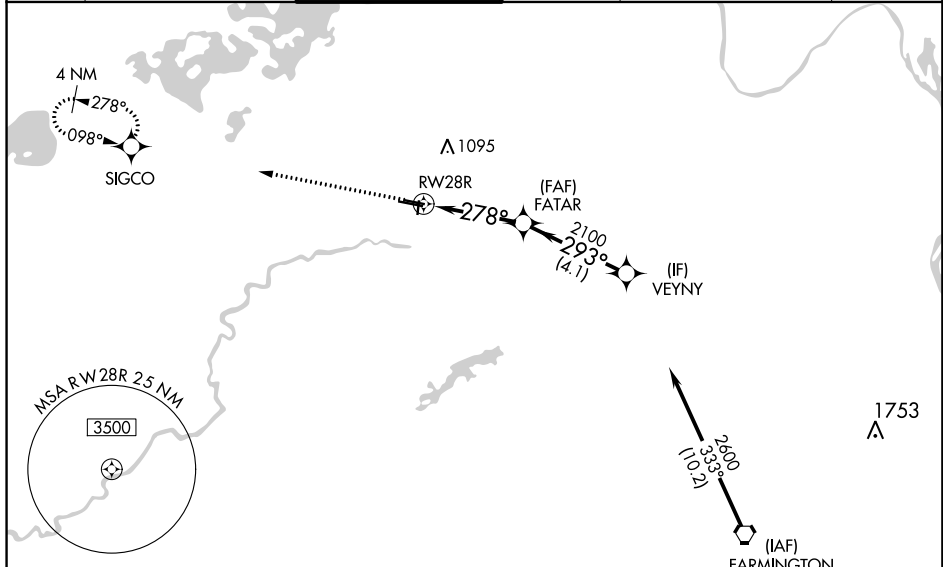 4 NM
278°
098°
SIGCO
1095
RW28R
(FAF)
FATAR
278°
2100
293°
(4.1)
(IF)
VEYNY
MSA RW28R 25 NM
3500
1753
2600
333°
(10.2)
(IAF)
FARMINGTON